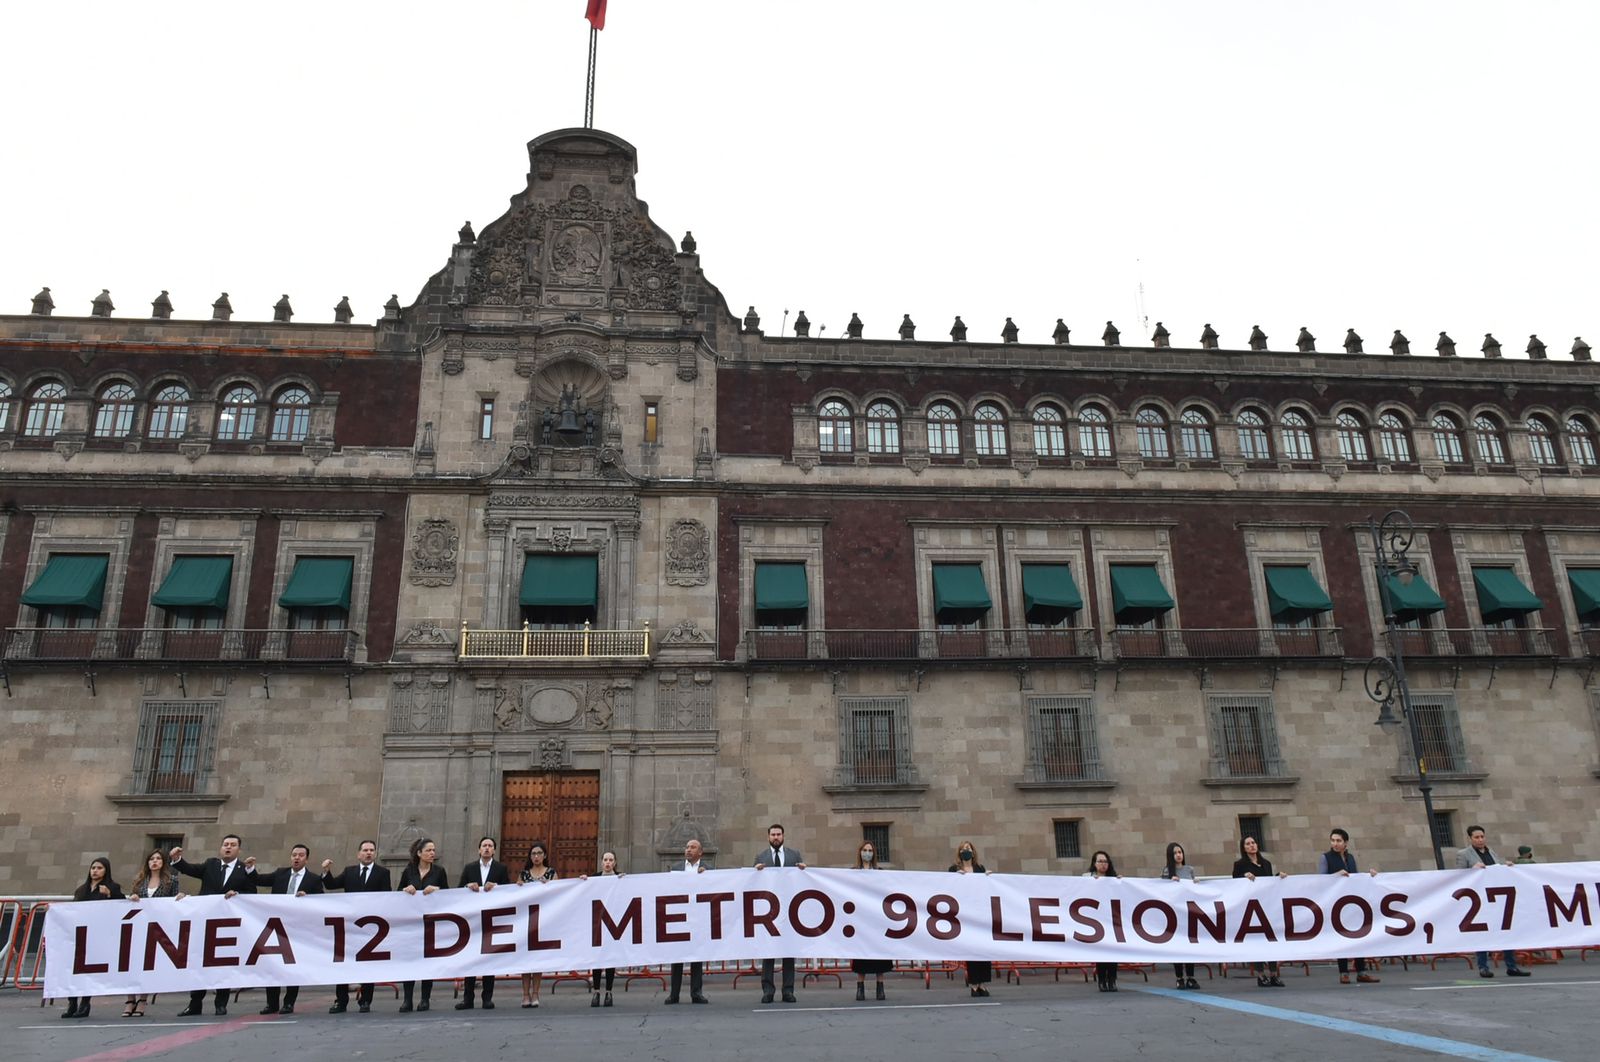 LÍNEA 12 DEL METRO: 98 LESIONADOS, 27